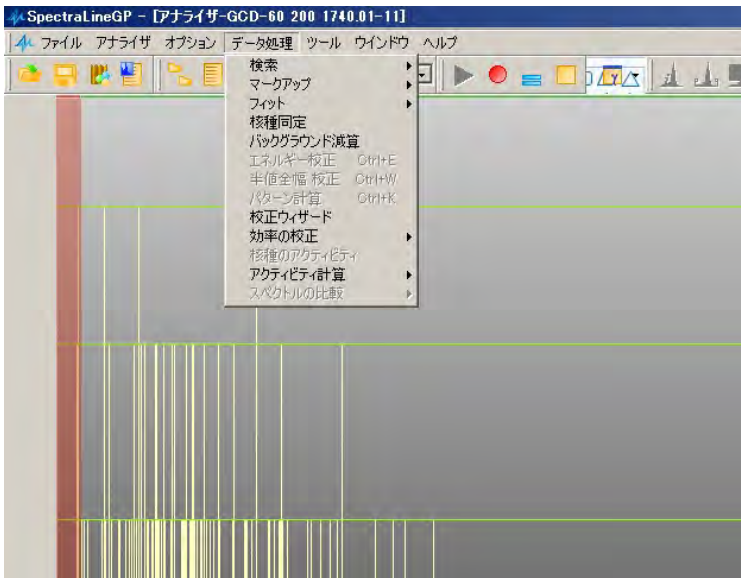 SpectraLineGP - [アナライザ-GCD-60 200 1740.01-11]
ファイル アナライザ オプション データ処理 ツール ウインドウ ヘルプ
検索
マークアップ
フィット
核種同定
バックグラウンド減算
エネルギー校正 Ctrl+E
半値全幅 校正 Ctrl+W
パターン計算 Ctrl+K
校正ウィザード
効率の校正
核種のアクティビティ
アクティビティ計算
スペクトルの比較